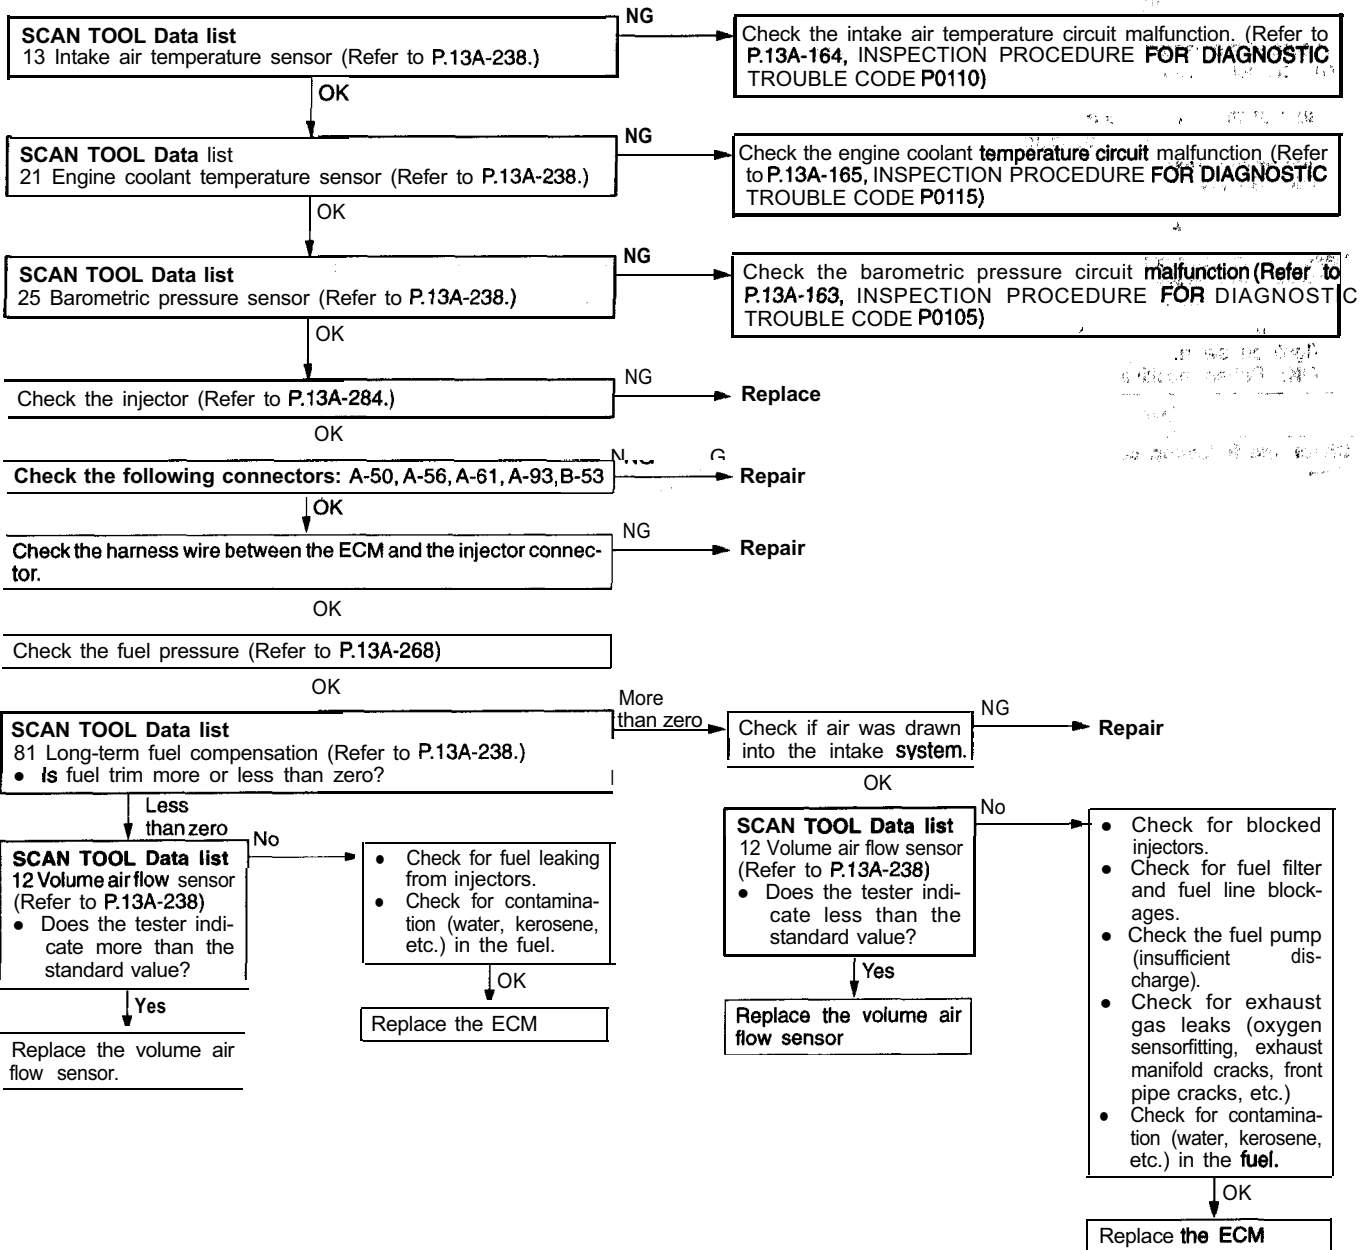 NG
SCAN TOOL Data list
13 Intake air temperature sensor (Refer to P.13A-238.)
Check the intake air temperature circuit malfunction. (Refer to
P.13A-164, INSPECTION PROCEDURE FOR DIAGNOSTIC
TROUBLE CODE P0110)
OK
NG
SCAN TOOL Data list
21 Engine coolant temperature sensor (Refer to P.13A-238.)
Check the engine coolant temperature circuit malfunction (Refer
to P.13A-165, INSPECTION PROCEDURE FOR DIAGNOSTIC
TROUBLE CODE P0115)
OK
NG
SCAN TOOL Data list
25 Barometric pressure sensor (Refer to P.13A-238.)
Check the barometric pressure circuit malfunction (Refer to
P.13A-163, INSPECTION PROCEDURE FOR DIAGNOSTIC
TROUBLE CODE P0105)
OK
NG
Check the injector (Refer to P.13A-284.)
Replace
OK
G
Check the following connectors: A-50, A-56, A-61, A-93, B-53
Repair
OK
NG
Check the harness wire between the ECM and the injector connec-
tor.
Repair
OK
Check the fuel pressure (Refer to P.13A-268)
OK
More
than zero
SCAN TOOL Data list
81 Long-term fuel compensation (Refer to P.13A-238.)
• Is fuel trim more or less than zero?
Check if air was drawn
into the intake system.
NG
Repair
OK
Less
than zero
No
SCAN TOOL Data list
12 Volume air flow sensor
(Refer to P.13A-238)
• Does the tester indi-
cate more than the
standard value?
• Check for fuel leaking
from injectors.
• Check for contamina-
tion (water, kerosene,
etc.) in the fuel.
OK
Replace the ECM
Yes
Replace the volume air
flow sensor.
SCAN TOOL Data list
12 Volume air flow sensor
(Refer to P.13A-238)
• Does the tester indi-
cate less than the
standard value?
No
Yes
Replace the volume air
flow sensor
• Check for blocked
injectors.
• Check for fuel filter
and fuel line block-
ages.
• Check the fuel pump
(insufficient dis-
charge).
• Check for exhaust
gas leaks (oxygen
sensorfitting, exhaust
manifold cracks, front
pipe cracks, etc.)
• Check for contamina-
tion (water, kerosene,
etc.) in the fuel.
OK
Replace the ECM